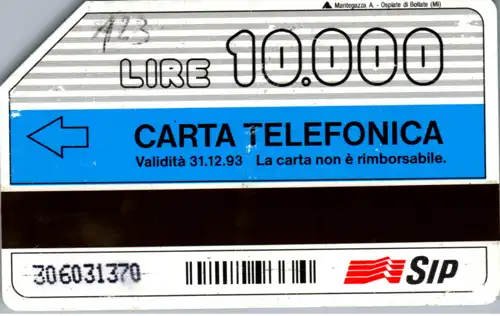 Mantegazza A. - Ospiate di Bollate (MI)
123
LIRE 10.000
CARTA TELEFONICA
Validità 31.12.93 La carta non è rimborsabile.
306031370
SIP